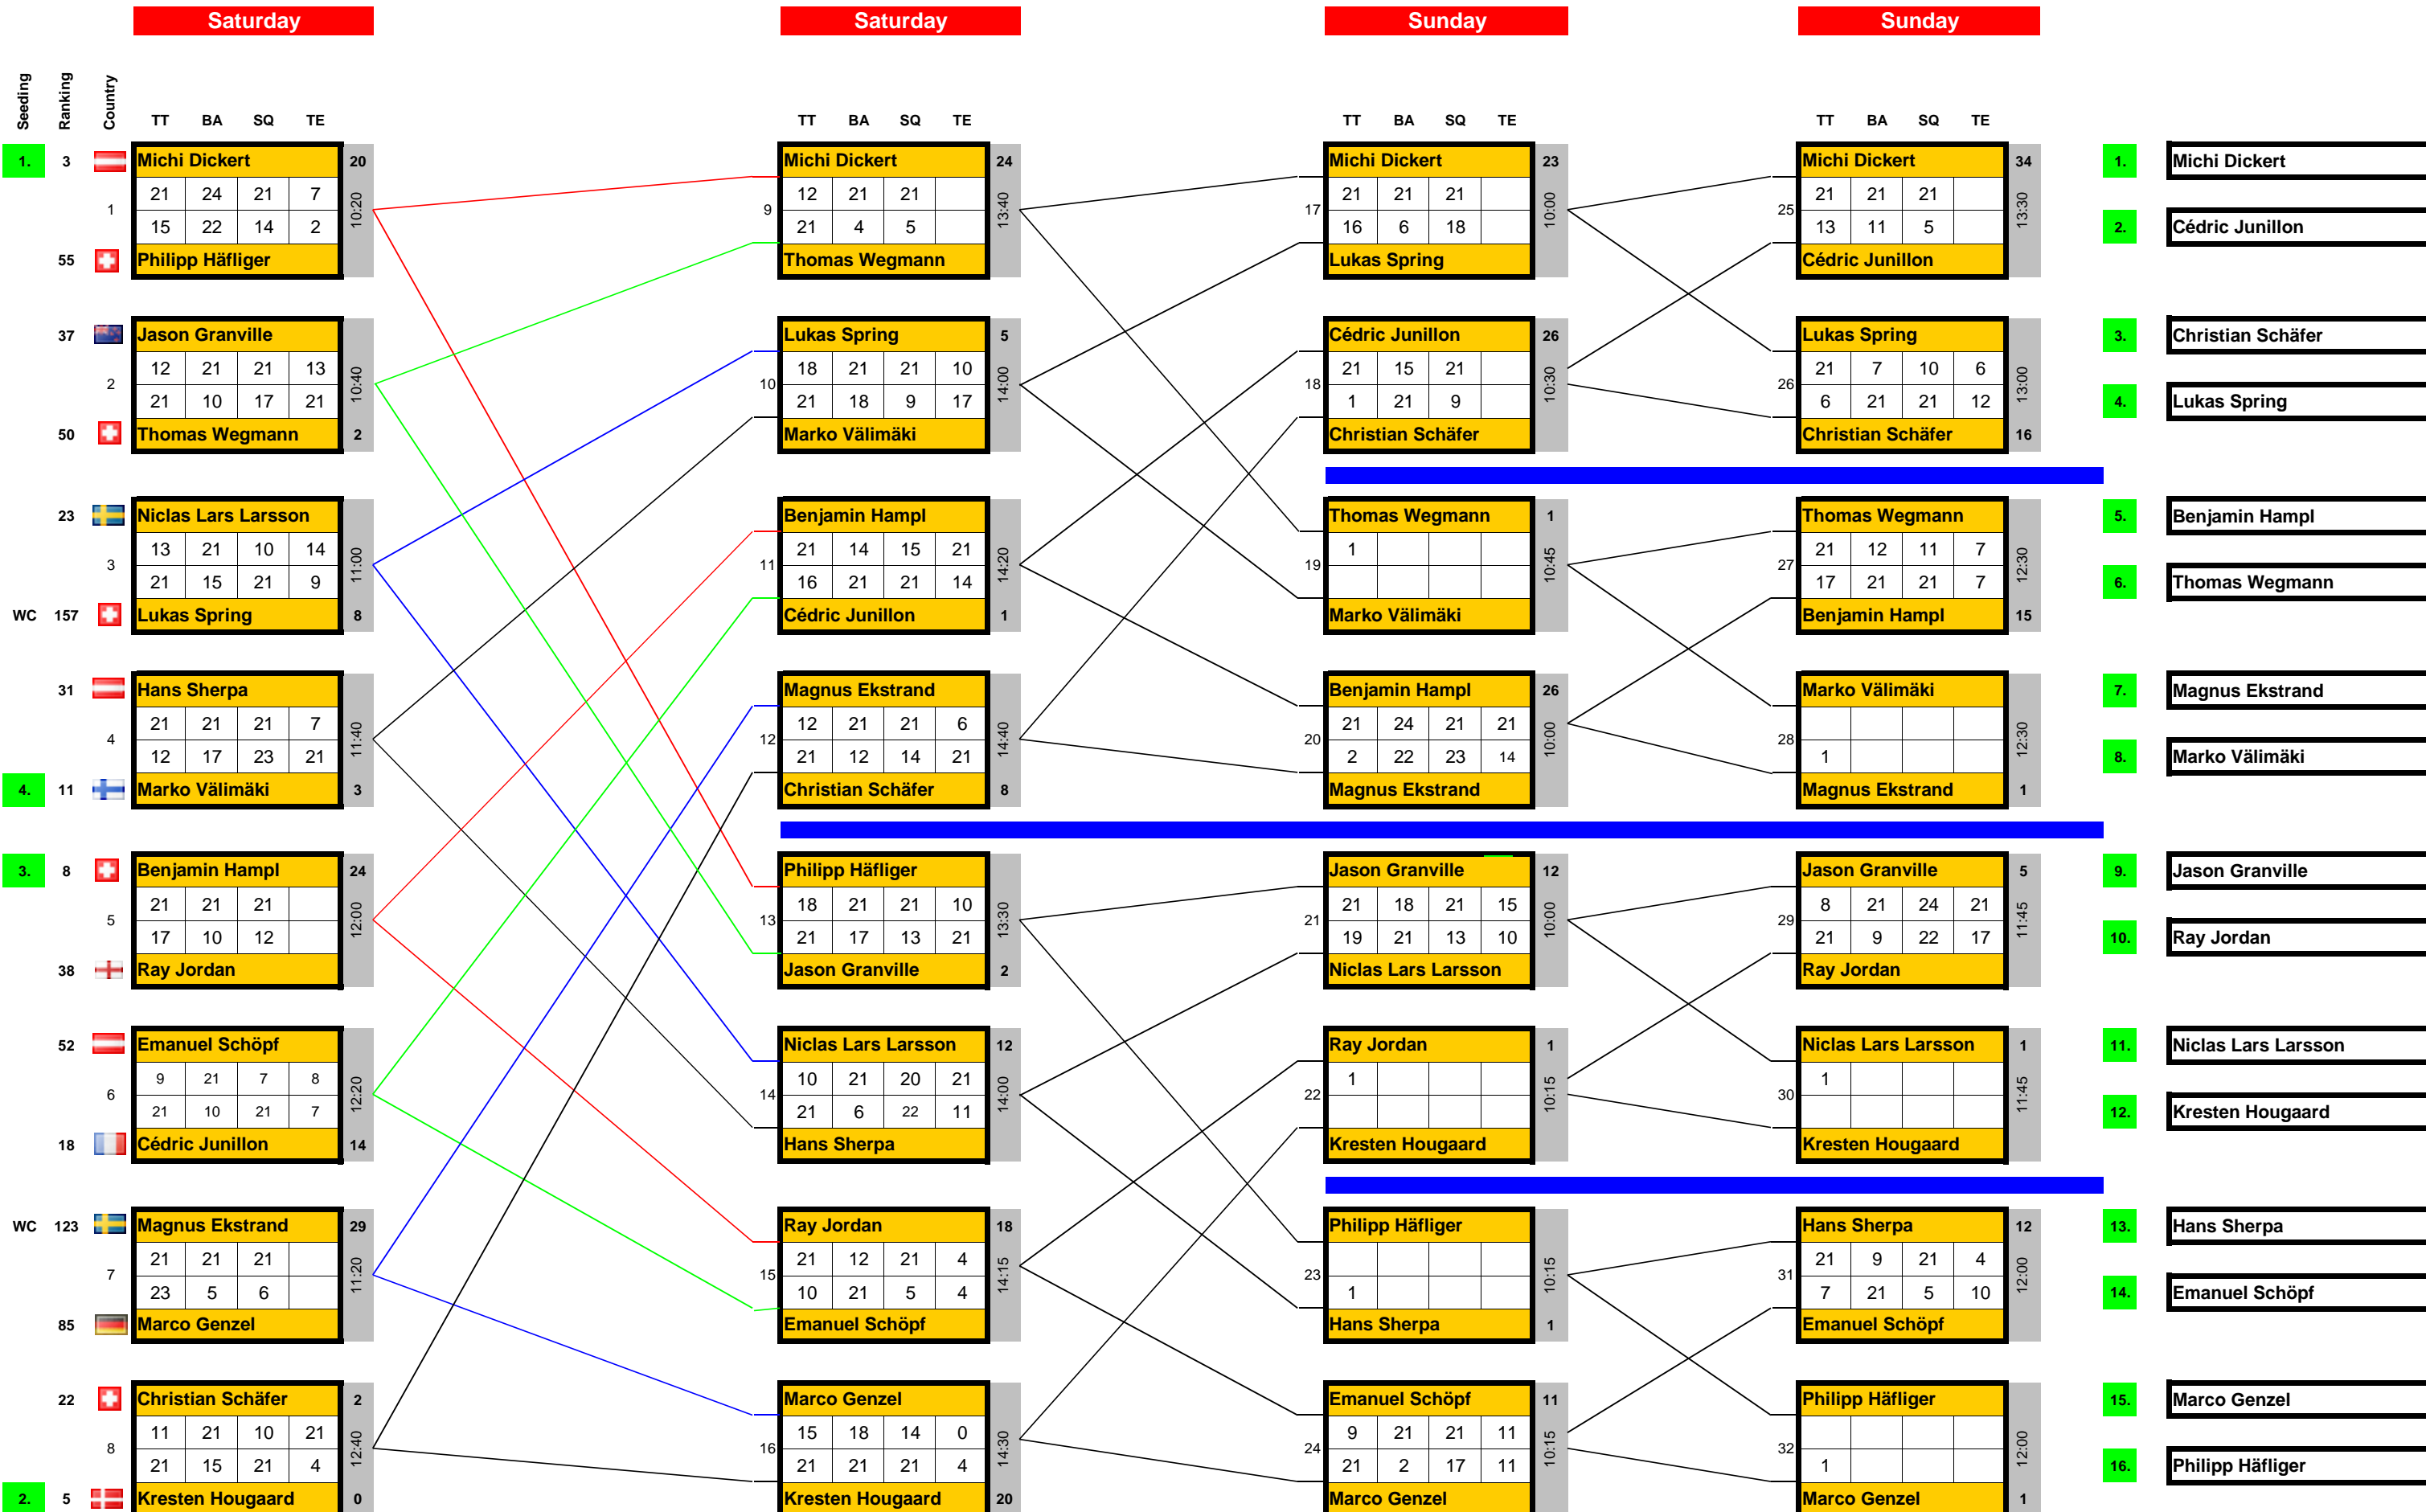 Saturday Saturday Sunday Sunday
Seeding Ranking Country
TT BA SQ TE TT BA SQ TE TT BA SQ TE TT BA SQ TE
1. 3 Michi Dickert 20 Michi Dickert 24 Michi Dickert 23 Michi Dickert 34 1. Michi Dickert
21 24 21 7 12 21 21 21 21 21 21 21 21
1 10:20 9 13:40 17 10:00 25 13:30
15 22 14 2 21 4 5 16 6 18 13 11 5 2. Cédric Junillon
55 Philipp Häfliger Thomas Wegmann Lukas Spring Cédric Junillon
37 Jason Granville Lukas Spring 5 Cédric Junillon 26 Lukas Spring 3. Christian Schäfer
12 21 21 13 18 21 21 10 21 15 21 21 7 10 6
2 10:40 10 14:00 18 10:30 26 13:00
21 10 17 21 21 18 9 17 1 21 9 6 21 21 12 4. Lukas Spring
50 Thomas Wegmann 2 Marko Välimäki Christian Schäfer Christian Schäfer 16
23 Niclas Lars Larsson Benjamin Hampl Thomas Wegmann 1 Thomas Wegmann 5. Benjamin Hampl
13 21 10 14 21 14 15 21 1 21 12 11 7
3 11:00 11 14:20 19 10:45 27 12:30
21 15 21 9 16 21 21 14 17 21 21 7 6. Thomas Wegmann
WC 157 Lukas Spring 8 Cédric Junillon 1 Marko Välimäki Benjamin Hampl 15
31 Hans Sherpa Magnus Ekstrand Benjamin Hampl 26 Marko Välimäki 7. Magnus Ekstrand
21 21 21 7 12 21 21 6 21 24 21 21
4 11:40 12 14:40 20 10:00 28 12:30
12 17 23 21 21 12 14 21 2 22 23 14 1 8. Marko Välimäki
4. 11 Marko Välimäki 3 Christian Schäfer 8 Magnus Ekstrand Magnus Ekstrand 1
3. 8 Benjamin Hampl 24 Philipp Häfliger Jason Granville 12 Jason Granville 5 9. Jason Granville
21 21 21 18 21 21 10 21 18 21 15 8 21 24 21
5 12:00 13 13:30 21 10:00 29 11:45
17 10 12 21 17 13 21 19 21 13 10 21 9 22 17 10. Ray Jordan
38 Ray Jordan Jason Granville 2 Niclas Lars Larsson Ray Jordan
52 Emanuel Schöpf Niclas Lars Larsson 12 Ray Jordan 1 Niclas Lars Larsson 1 11. Niclas Lars Larsson
9 21 7 8 10 21 20 21 1 1
6 12:20 14 14:00 22 10:15 30 11:45
21 10 21 7 21 6 22 11 12. Kresten Hougaard
18 Cédric Junillon 14 Hans Sherpa Kresten Hougaard Kresten Hougaard
WC 123 Magnus Ekstrand 29 Ray Jordan 18 Philipp Häfliger Hans Sherpa 12 13. Hans Sherpa
21 21 21 21 12 21 4 21 9 21 4
7 11:20 15 14:15 23 10:15 31 12:00
23 5 6 10 21 5 4 1 7 21 5 10 14. Emanuel Schöpf
85 Marco Genzel Emanuel Schöpf Hans Sherpa 1 Emanuel Schöpf
22 Christian Schäfer 2 Marco Genzel Emanuel Schöpf 11 Philipp Häfliger 15. Marco Genzel
11 21 10 21 15 18 14 0 9 21 21 11
8 12:40 16 14:30 24 10:15 32 12:00
21 15 21 4 21 21 21 4 21 2 17 11 1 16. Philipp Häfliger
2. 5 Kresten Hougaard 0 Kresten Hougaard 20 Marco Genzel Marco Genzel 1